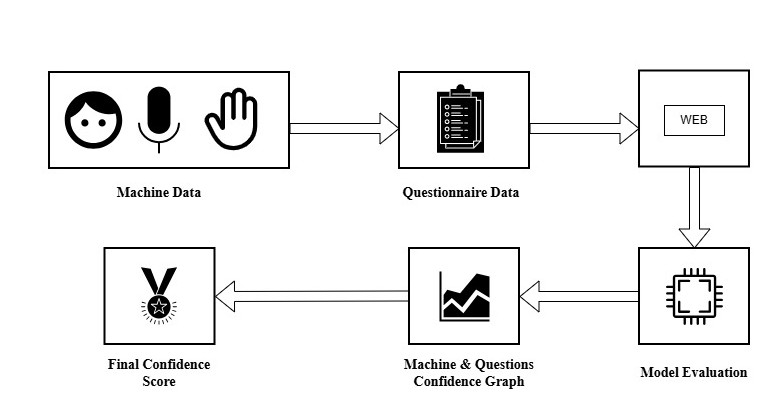 WEB
Machine Data
Questionnaire Data
Final Confidence
Score
Machine & Questions
Confidence Graph
Model Evaluation